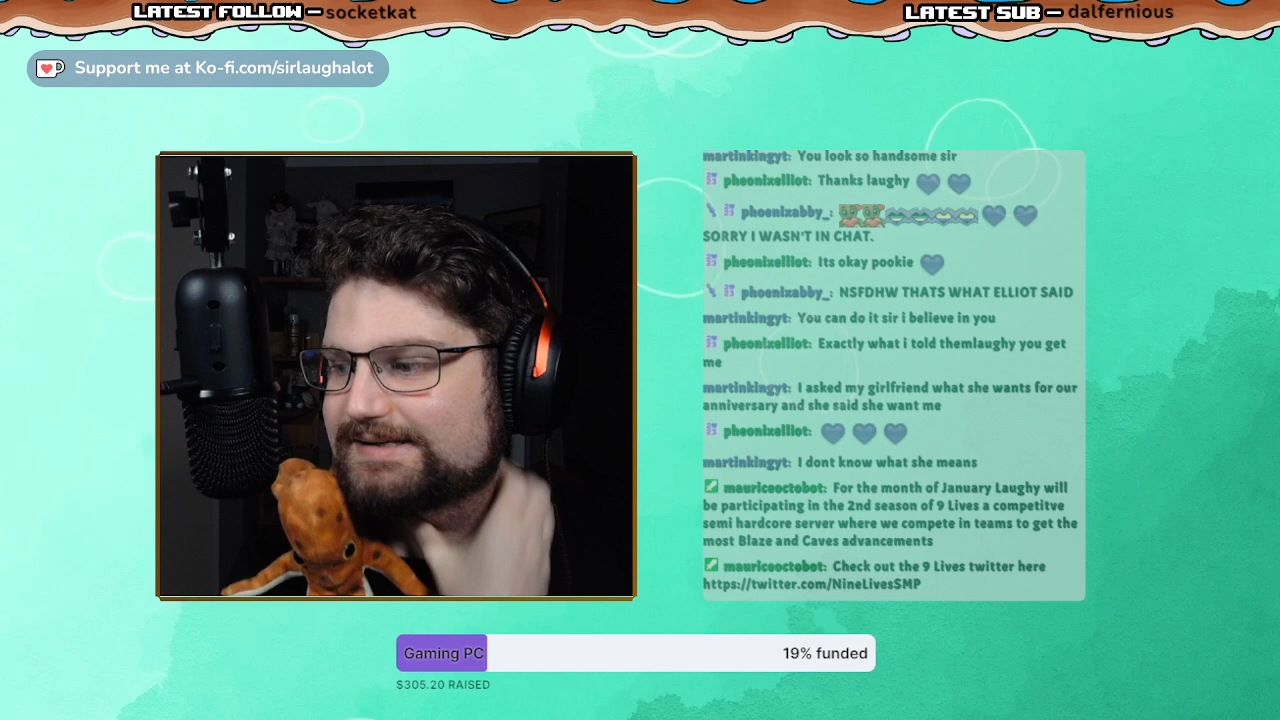 LATEST FOLLOW – socketkat
LATEST SUB – dalfernious
Support me at Ko-fi.com/sirlaughalot
martinkingyt: You look so handsome sir
pheonixelliot: Thanks laughy
phoenixabby_:
SORRY I WASN'T IN CHAT.
pheonixelliot: Its okay pookie
phoenixabby_: NSFDHW THATS WHAT ELLIOT SAID
martinkingyt: You can do it sir i believe in you
pheonixelliot: Exactly what i told themlaughy you get
me
martinkingyt: I asked my girlfriend what she wants for our
anniversary and she said she want me
pheonixelliot:
martinkingyt: I dont know what she means
mauriceoctobot: For the month of January Laughy will
be participating in the 2nd season of 9 Lives a competitve
semi hardcore server where we compete in teams to get the
most Blaze and Caves advancements
mauriceoctobot: Check out the 9 Lives twitter here
https://twitter.com/NineLivesSMP
Gaming PC 19% funded
$305.20 RAISED